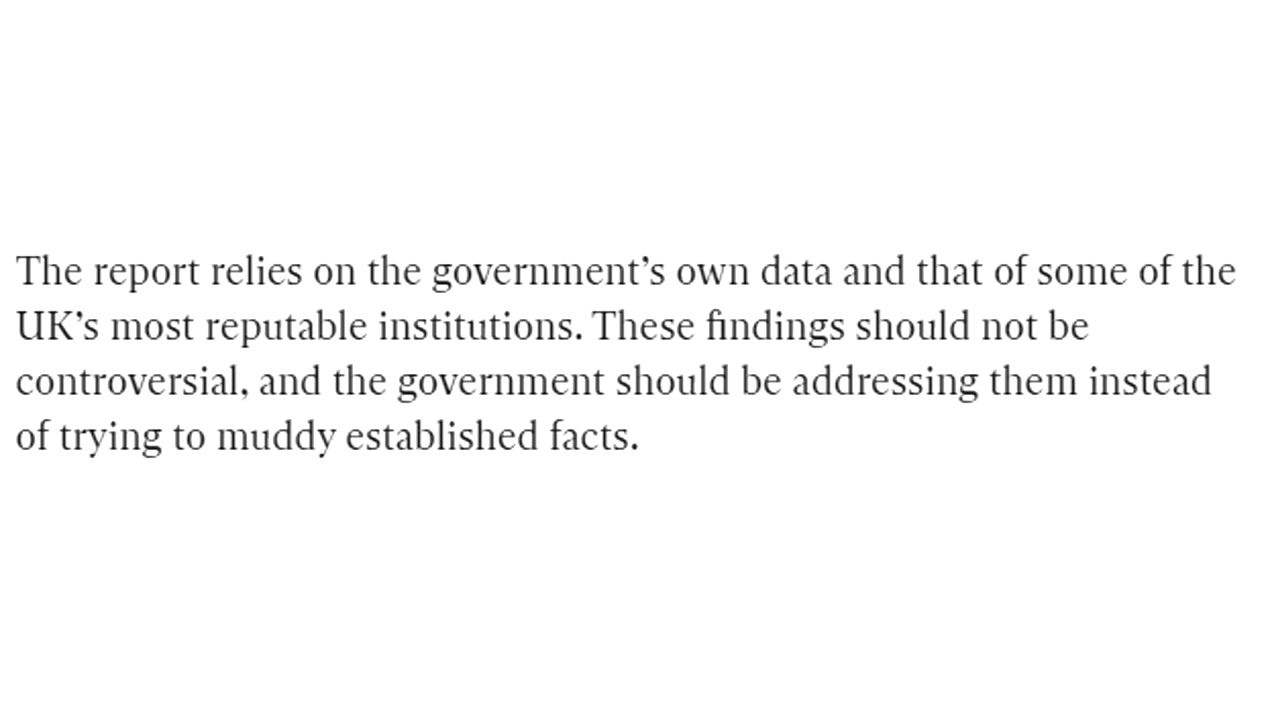 The report relies on the government’s own data and that of some of the
UK’s most reputable institutions. These findings should not be
controversial, and the government should be addressing them instead
of trying to muddy established facts.